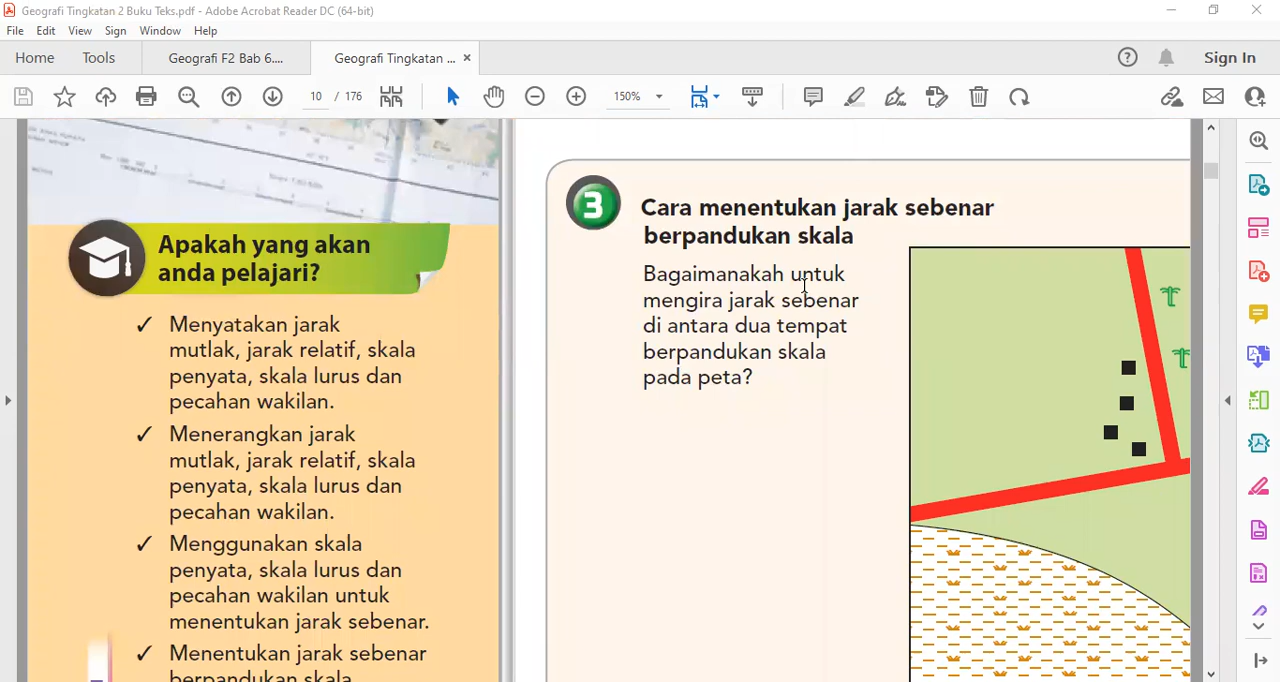 Geografi Tingkatan 2 Buku Teks.pdf - Adobe Acrobat Reader DC (64-bit)
File Edit View Sign Window Help
Home Tools Geografi F2 Bab 6.... Geografi Tingkatan ... × Sign In
10 / 176 150%
Apakah yang akan
anda pelajari?
✓ Menyatakan jarak
mutlak, jarak relatif, skala
penyata, skala lurus dan
pecahan wakilan.
✓ Menerangkan jarak
mutlak, jarak relatif, skala
penyata, skala lurus dan
pecahan wakilan.
✓ Menggunakan skala
penyata, skala lurus dan
pecahan wakilan untuk
menentukan jarak sebenar.
✓ Menentukan jarak sebenar
berpandukan skala
3 Cara menentukan jarak sebenar
berpandukan skala
Bagaimanakah untuk
mengira jarak sebenar
di antara dua tempat
berpandukan skala
pada peta?